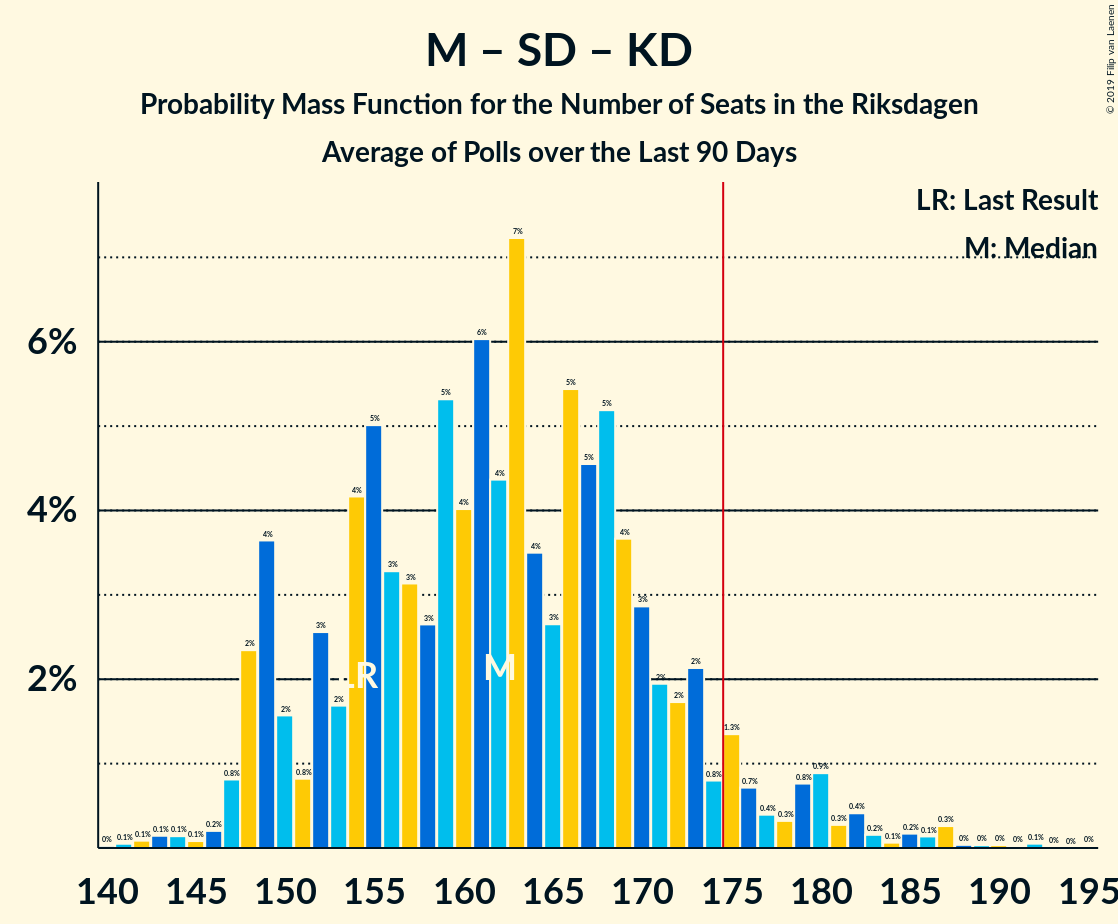 M – SD – KD
Probability Mass Function for the Number of Seats in the Riksdagen
Average of Polls over the Last 90 Days
© 2019 Filip van Laenen
LR: Last Result
M: Median
6%
4%
2%
0% 0.1% 0.1% 0.1% 0.1% 0.1% 0.2% 0.8% 2% 4% 2% 0.8% 3% 2% 4% 5% 3% 3% 3% 5% 4% 6% 4% 7% 4% 3% 5% 5% 5% 4% 3% 2% 2% 2% 0.8% 1.3% 0.7% 0.4% 0.3% 0.8% 0.9% 0.3% 0.4% 0.2% 0.1% 0.2% 0.1% 0.3% 0% 0% 0% 0% 0.1% 0% 0% 0%
LR M
140 145 150 155 160 165 170 175 180 185 190 195